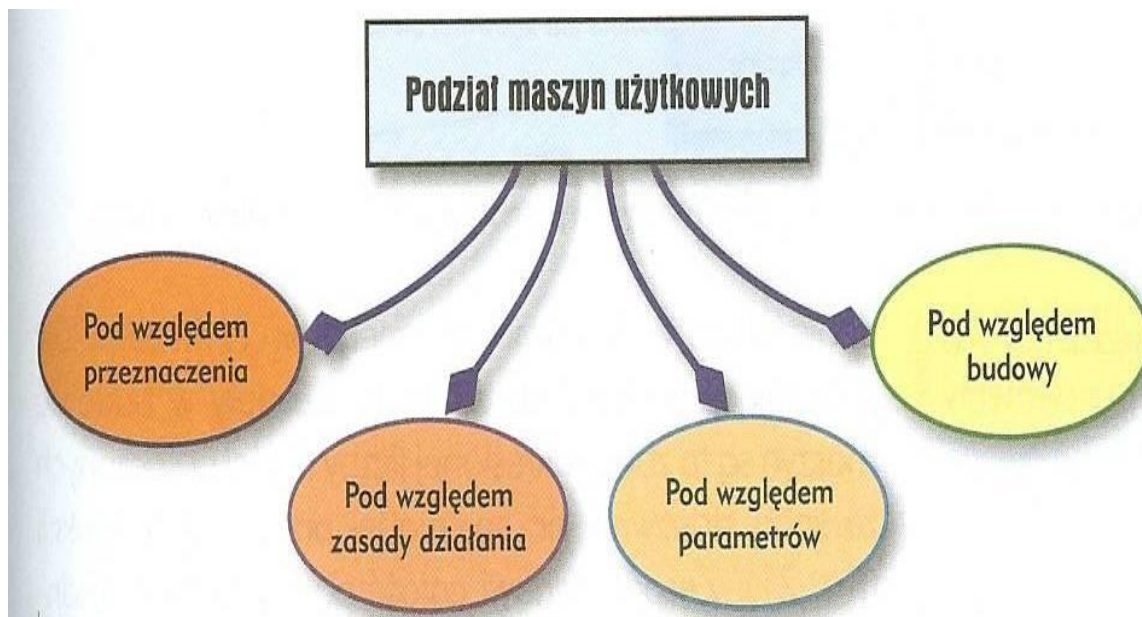 Podział maszyn użytkowych
Pod względem
przeznaczenia
Pod względem
zasady działania
Pod względem
parametrów
Pod względem
budowy